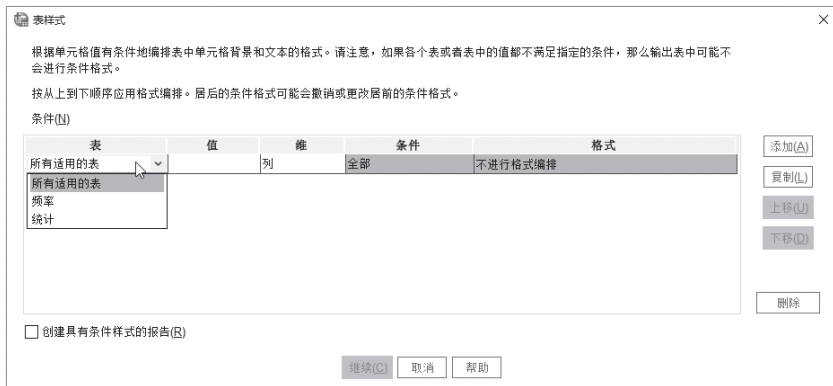 表样式
根据单元格值有条件地编排表中单元格背景和文本的格式。请注意，如果各个表或者表中的值都不满足指定的条件，那么输出表中可能不
会进行条件格式。
按从上到下顺序应用格式编排。居后的条件格式可能会撤销或更改居前的条件格式。
条件(N)
表 值 维 条件 格式
所有适用的表 列 全部 不进行格式编排
所有适用的表
频率
统计
添加(A)
复制(L)
上移(U)
下移(D)
删除
创建具有条件样式的报告(R)
继续(C) 取消 帮助